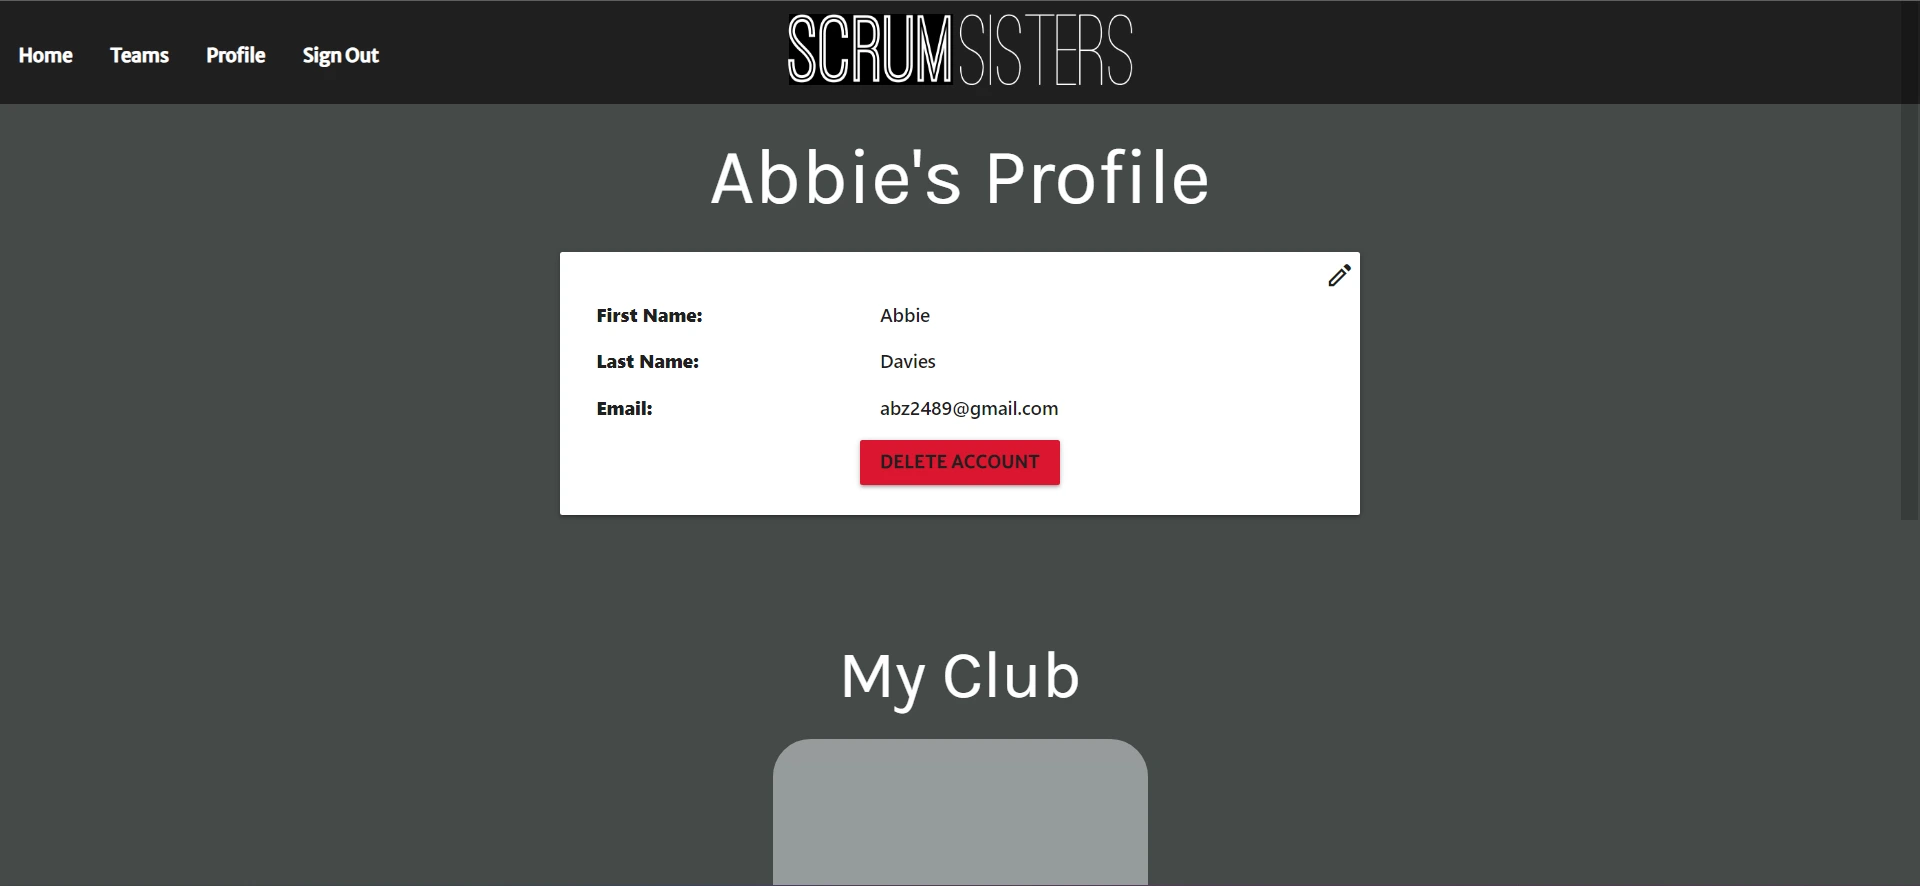 Home Teams Profile Sign Out
SCRUMSISTERS
Abbie's Profile
First Name: Abbie
Last Name: Davies
Email: abz2489@gmail.com
DELETE ACCOUNT
My Club